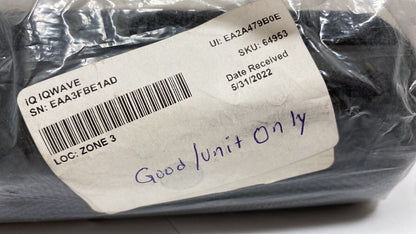 iQ IQWAVE
SN: EAA3FBE1AD
LOC: ZONE 3
UI: EA2A479B0E
SKU: 64953
Date Received
5/31/2022
Good/unit Only